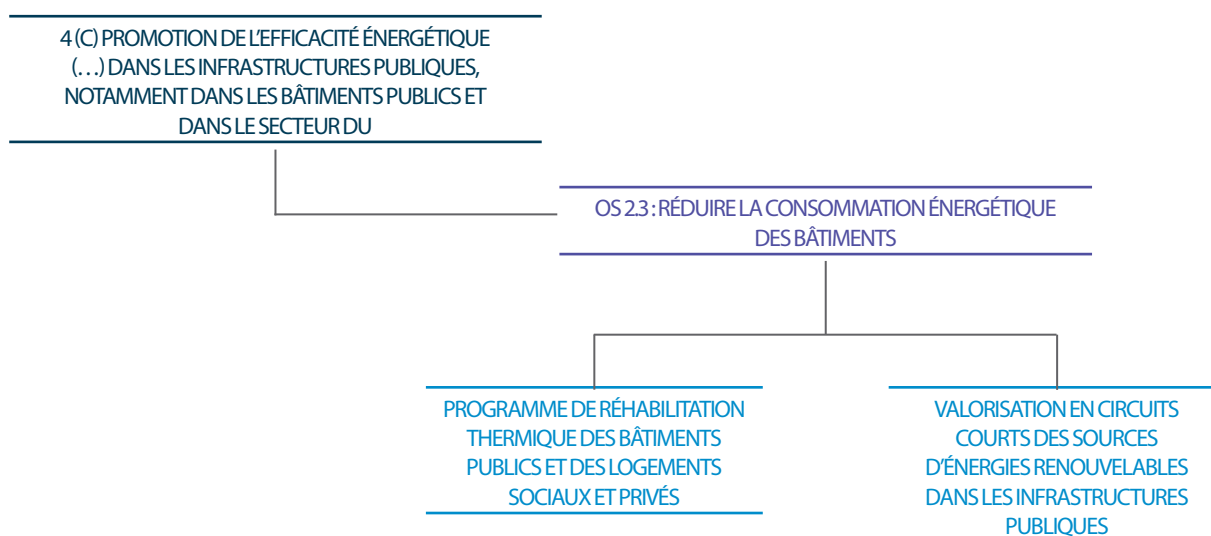 4 (C) PROMOTION DE L'EFFICACITÉ ÉNERGÉTIQUE
(…) DANS LES INFRASTRUCTURES PUBLIQUES,
NOTAMMENT DANS LES BÂTIMENTS PUBLICS ET
DANS LE SECTEUR DU
OS 2.3 : RÉDUIRE LA CONSOMMATION ÉNERGÉTIQUE
DES BÂTIMENTS
PROGRAMME DE RÉHABILITATION
THERMIQUE DES BÂTIMENTS
PUBLICS ET DES LOGEMENTS
SOCIAUX ET PRIVÉS
VALORISATION EN CIRCUITS
COURTS DES SOURCES
D'ÉNERGIES RENOUVELABLES
DANS LES INFRASTRUCTURES
PUBLIQUES